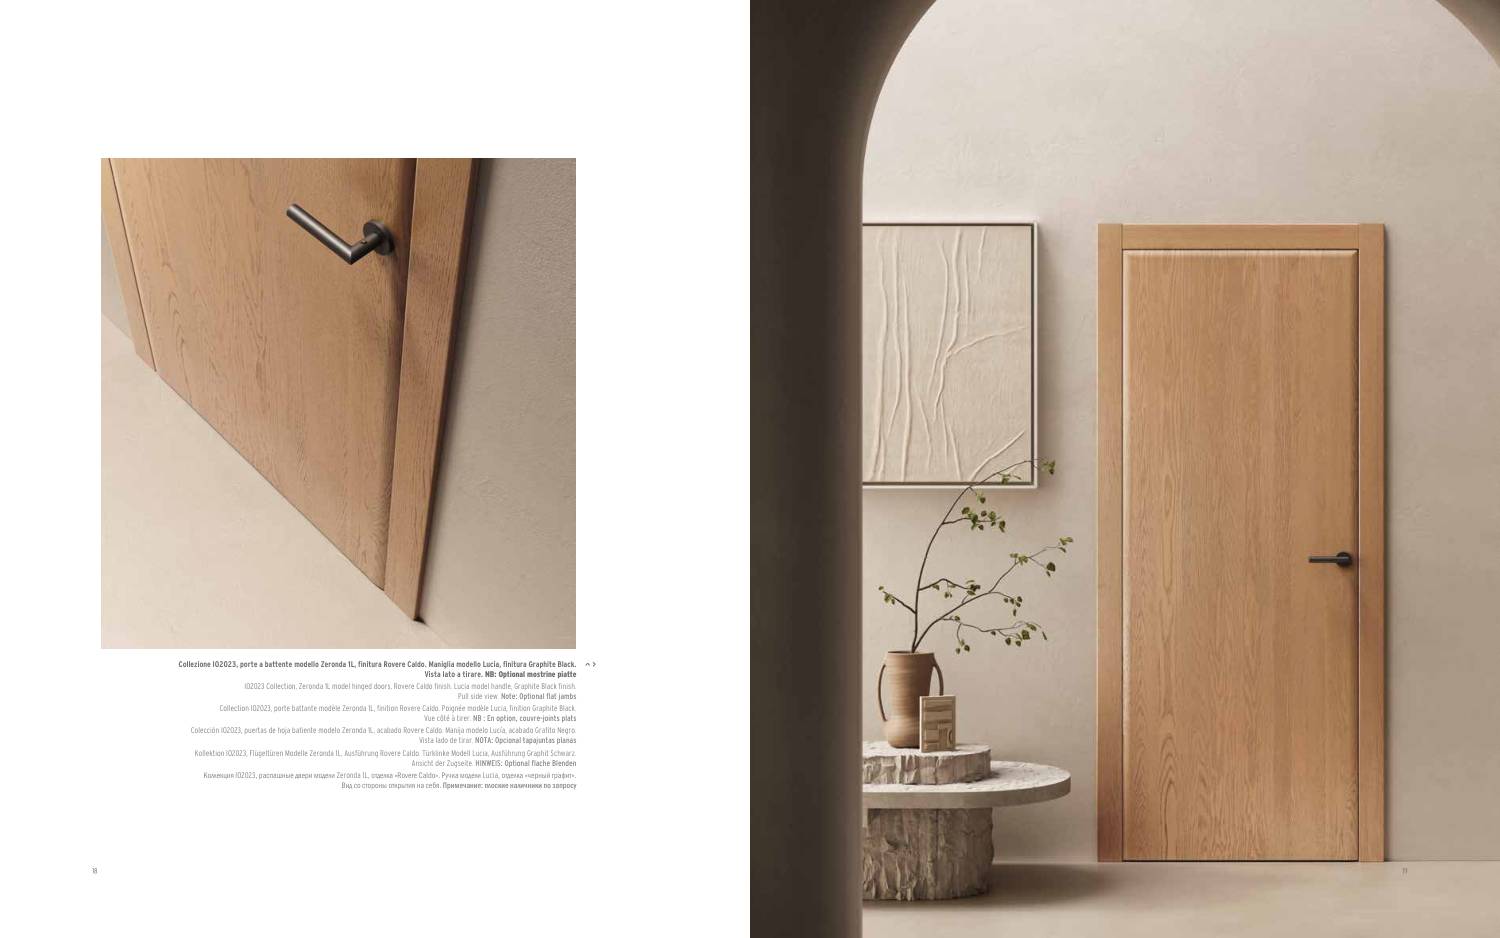 Collezione IO2023, porte a battente modello Zeronda 1L, finitura Rovere Caldo. Maniglia modello Lucia, finitura Graphite Black.
Vista lato a tirare. NB: Optional mostrine piatte
IO2023 Collection, Zeronda 1L model hinged doors, Rovere Caldo finish. Lucia model handle, Graphite Black finish.
Pull side view. Note: Optional flat jambs
Collection IO2023, porte battante modèle Zeronda 1L, finition Rovere Caldo. Poignée modèle Lucia, finition Graphite Black.
Vue côté à tirer. NB : En option, couvre-joints plats
Colección IO2023, puertas de hoja batiente modelo Zeronda 1L, acabado Rovere Caldo. Manija modelo Lucía, acabado Grafito Negro.
Vista lado de tirar. NOTA: Opcional tapajuntas planas
Kollektion IO2023, Flügeltüren Modelle Zeronda 1L, Ausführung Rovere Caldo. Türklinke Modell Lucia, Ausführung Graphit Schwarz.
Ansicht der Zugseite. HINWEIS: Optional flache Blenden
Коллекция IO2023, распашные двери модели Zeronda 1L, отделка «Rovere Caldo». Ручка модели Lucia, отделка «черный графит».
Вид со стороны открытия на себя. Примечание: плоские наличники по запросу
18
19